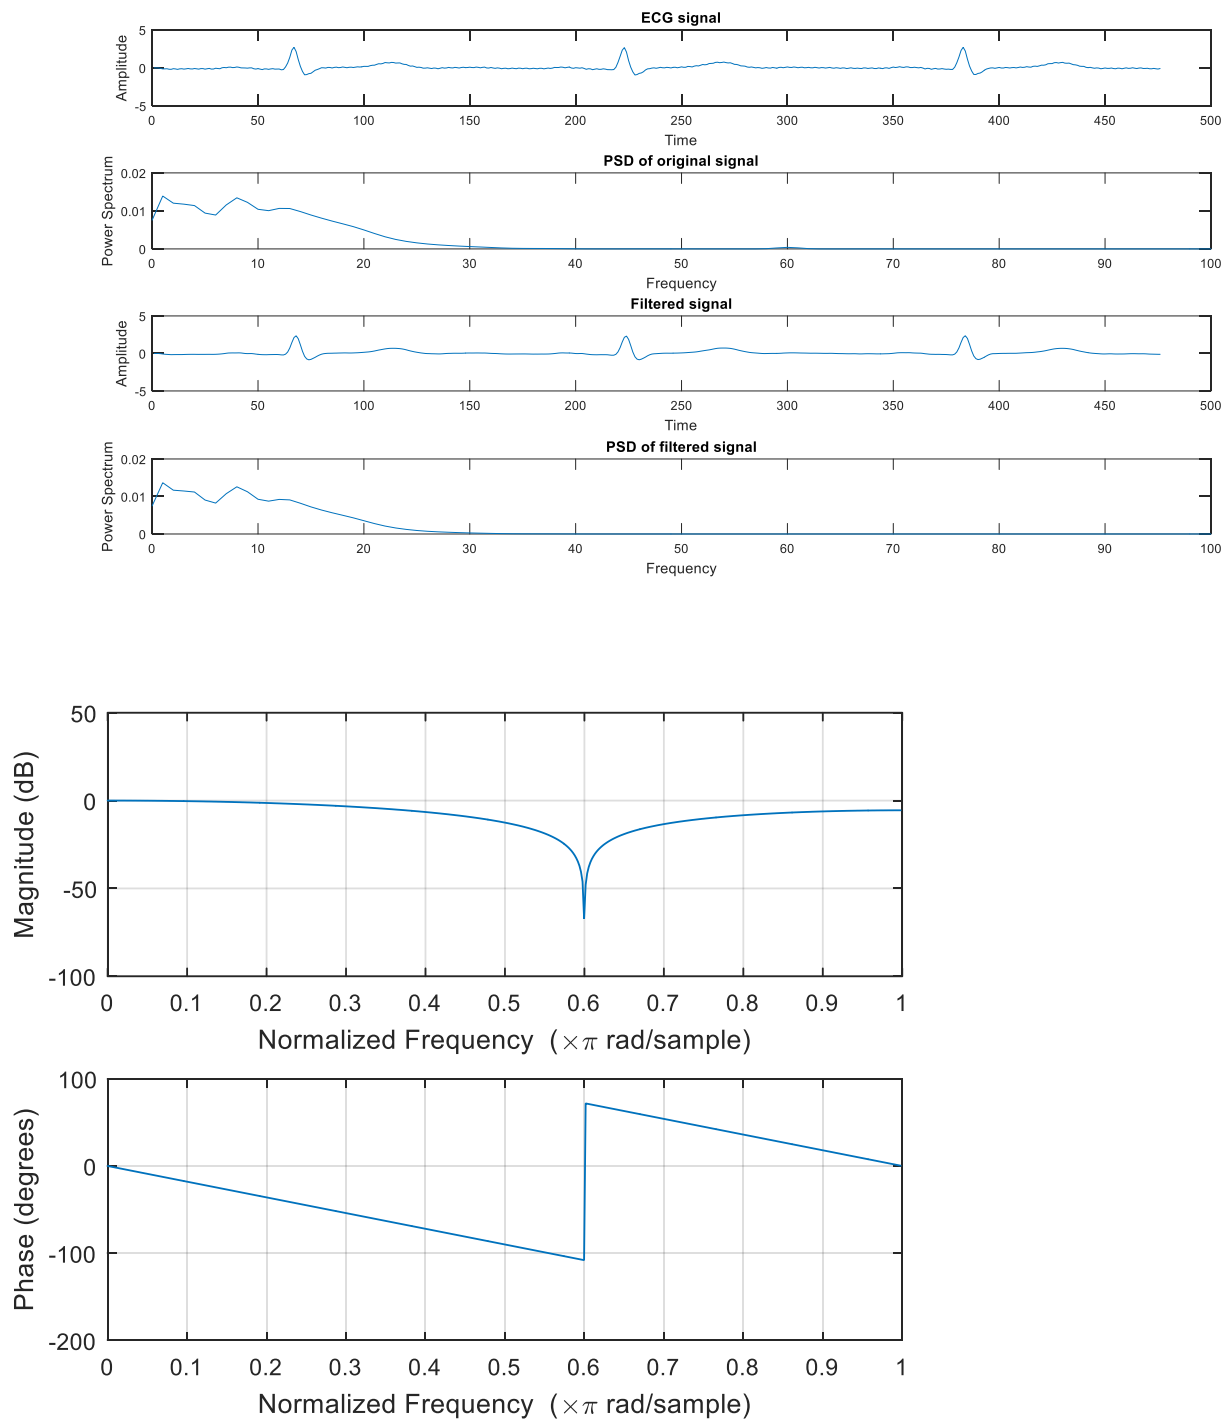 ECG signal
5
0
-5
Amplitude
0 50 100 150 200 250 300 350 400 450 500
Time
PSD of original signal
0.02
0.01
0
Power Spectrum
0 10 20 30 40 50 60 70 80 90 100
Frequency
Filtered signal
5
0
-5
Amplitude
0 50 100 150 200 250 300 350 400 450 500
Time
PSD of filtered signal
0.02
0.01
0
Power Spectrum
0 10 20 30 40 50 60 70 80 90 100
Frequency
50
0
-50
-100
Magnitude (dB)
0 0.1 0.2 0.3 0.4 0.5 0.6 0.7 0.8 0.9 1
Normalized Frequency (×π rad/sample)
100
0
-100
-200
Phase (degrees)
0 0.1 0.2 0.3 0.4 0.5 0.6 0.7 0.8 0.9 1
Normalized Frequency (×π rad/sample)